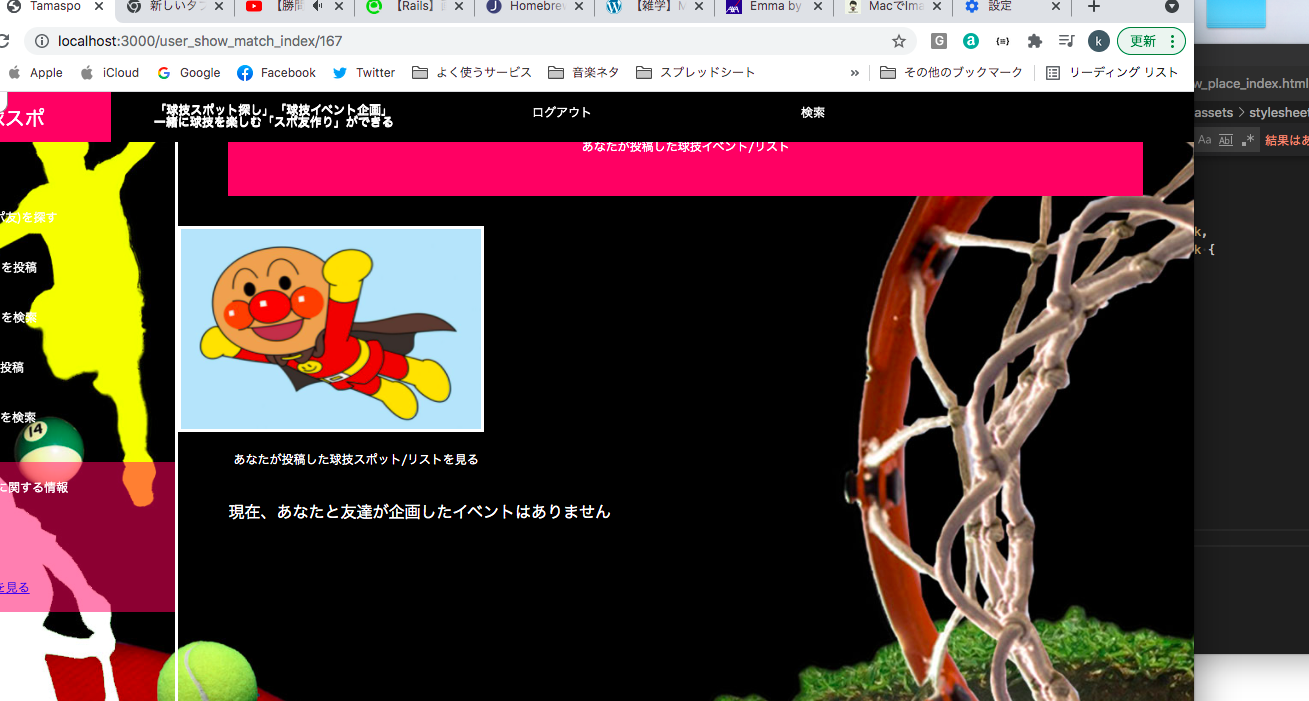 Tamaspo
新しいタブ
【勝
【Rails】
Homebre
【雑学】M
Emma by
MacでIma
設定
localhost:3000/user_show_match_index/167
k
更新
Apple
iCloud
Google
Facebook
Twitter
よく使うサービス
音楽ネタ
スプレッドシート
»
その他のブックマーク
リーディング リスト
w_place_index.html
assets > stylesheet
Aa
Abl
.*
結果はあ
k,
k {
スポ
「球技スポット探し」「球技イベント企画」
一緒に球技を楽しむ「スポ友作り」ができる
ログアウト
検索
あなたが投稿した球技イベント/リスト
友)を探す
を投稿
を検索
投稿
を検索
14
に関する情報
を見る
あなたが投稿した球技スポット/リストを見る
現在、あなたと友達が企画したイベントはありません